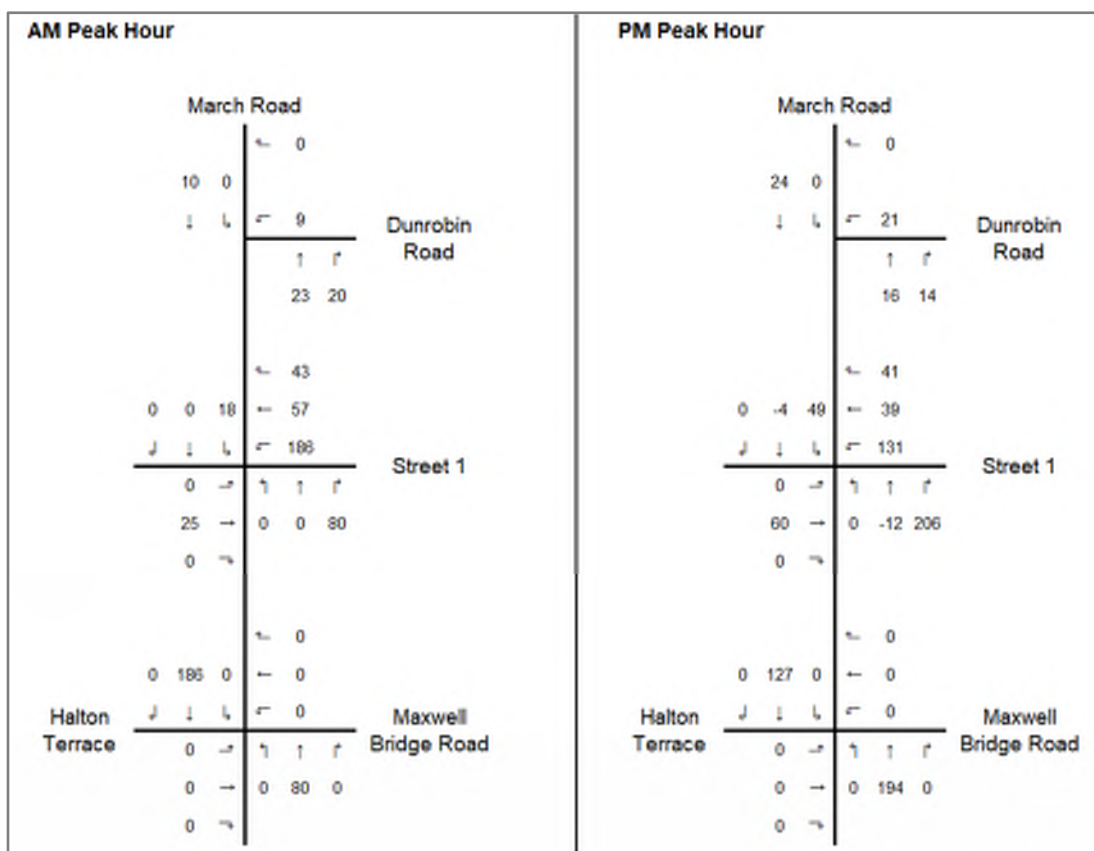 AM Peak Hour
March Road
0
10 0
9
Dunrobin
Road
23 20
43
0 0 18 57
186
Street 1
0
25 0 0 80
0
0
0 186 0 0
0
Halton
Terrace
Maxwell
Bridge Road
0
0 0 80 0
0
PM Peak Hour
March Road
0
24 0
21
Dunrobin
Road
16 14
41
0 -4 49 39
131
Street 1
0
60 0 -12 206
0
0
0 127 0 0
0
Halton
Terrace
Maxwell
Bridge Road
0
0 0 194 0
0